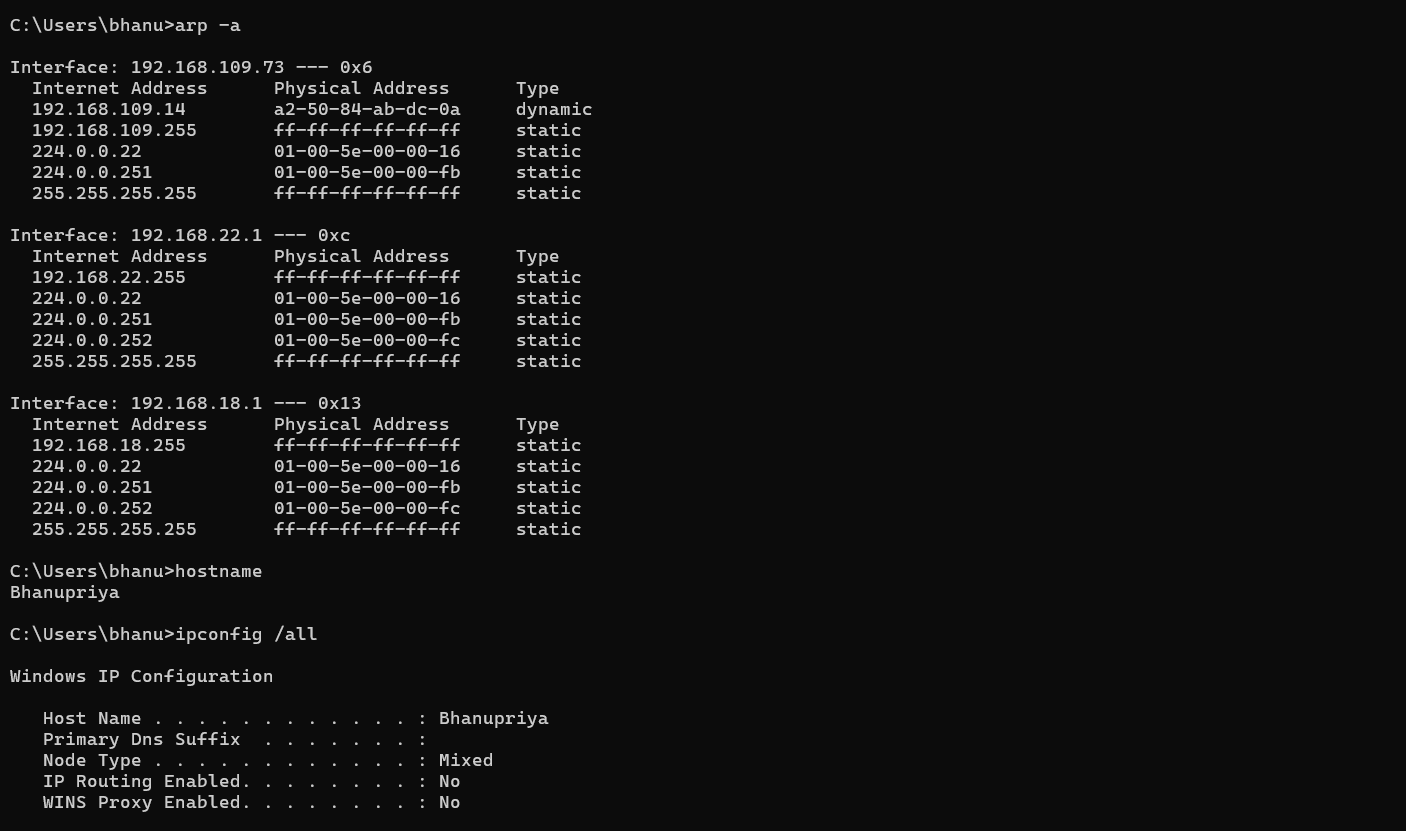 C:\Users\bhanu>arp -a
Interface: 192.168.109.73 --- 0x6
  Internet Address      Physical Address      Type
  192.168.109.14        a2-50-84-ab-dc-0a     dynamic
  192.168.109.255       ff-ff-ff-ff-ff-ff     static
  224.0.0.22            01-00-5e-00-00-16     static
  224.0.0.251           01-00-5e-00-00-fb     static
  255.255.255.255       ff-ff-ff-ff-ff-ff     static
Interface: 192.168.22.1 --- 0xc
  Internet Address      Physical Address      Type
  192.168.22.255        ff-ff-ff-ff-ff-ff     static
  224.0.0.22            01-00-5e-00-00-16     static
  224.0.0.251           01-00-5e-00-00-fb     static
  224.0.0.252           01-00-5e-00-00-fc     static
  255.255.255.255       ff-ff-ff-ff-ff-ff     static
Interface: 192.168.18.1 --- 0x13
  Internet Address      Physical Address      Type
  192.168.18.255        ff-ff-ff-ff-ff-ff     static
  224.0.0.22            01-00-5e-00-00-16     static
  224.0.0.251           01-00-5e-00-00-fb     static
  224.0.0.252           01-00-5e-00-00-fc     static
  255.255.255.255       ff-ff-ff-ff-ff-ff     static
C:\Users\bhanu>hostname
Bhanupriya
C:\Users\bhanu>ipconfig /all
Windows IP Configuration
   Host Name . . . . . . . . . . . . : Bhanupriya
   Primary Dns Suffix  . . . . . . . :
   Node Type . . . . . . . . . . . . : Mixed
   IP Routing Enabled. . . . . . . . : No
   WINS Proxy Enabled. . . . . . . . : No